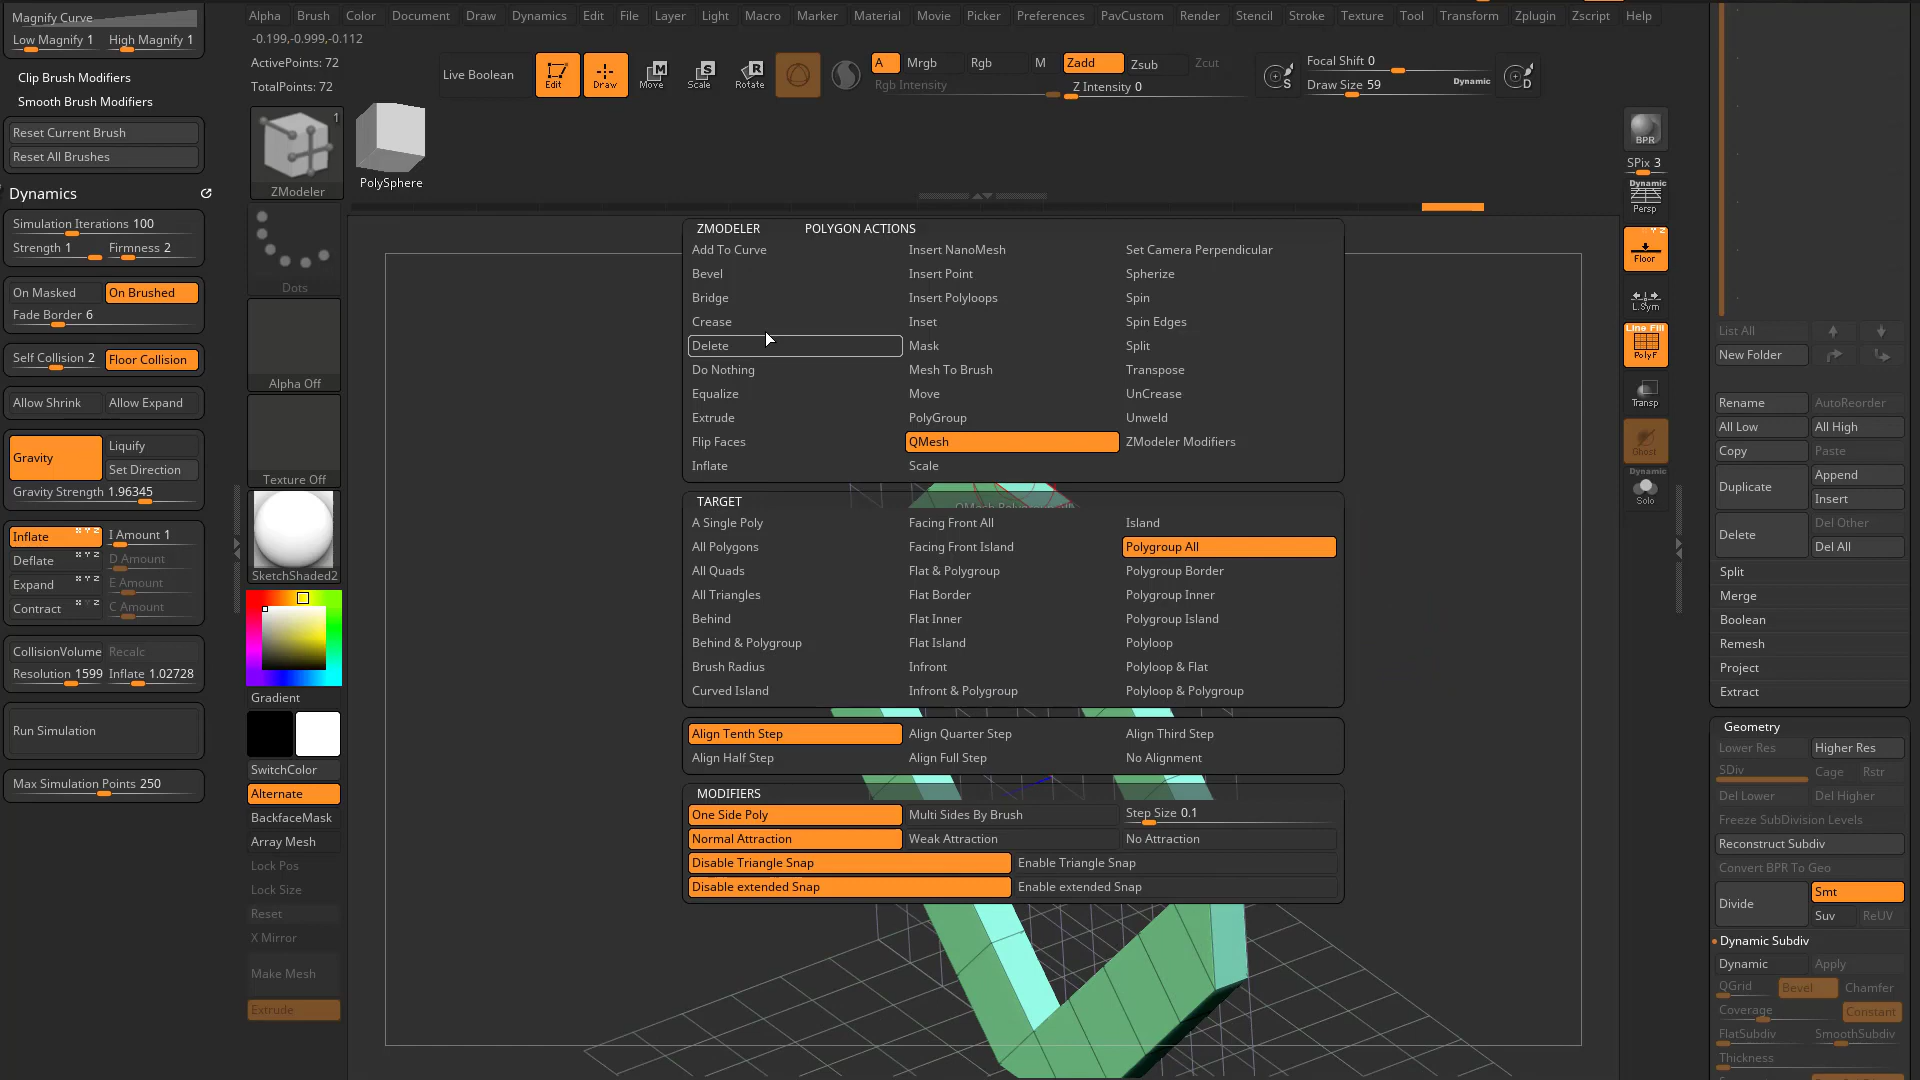 Alpha Brush Color Document Draw Dynamics Edit File Layer Light Macro Marker Material Movie Picker Preferences PavCustom Render Stencil Stroke Texture Tool Transform Zplugin Zscript Help
Magnify Curve
Low Magnify 1 High Magnify 1
Clip Brush Modifiers
Smooth Brush Modifiers
Reset Current Brush
Reset All Brushes
Dynamics
Simulation Iterations 100
Strength 1 Firmness 2
On Masked On Brushed
Fade Border 6
Self Collision 2 Floor Collision
Allow Shrink Allow Expand
Gravity Liquify
Set Direction
Gravity Strength 1.96345
Inflate I Amount 1
Deflate D Amount
Expand E Amount
Contract C Amount
CollisionVolume Recalc
Resolution 1599 Inflate 1.02728
Run Simulation
Max Simulation Points 250
-0.199,-0.999,-0.112
ActivePoints: 72
TotalPoints: 72
Live Boolean
Edit Draw Move Scale Rotate
A Mrgb Rgb M Zadd Zsub Zcut
Rgb Intensity Z Intensity 0
S
Focal Shift 0
Draw Size 59 Dynamic
D
1
ZModeler
PolySphere
Dots
Alpha Off
Texture Off
SketchShaded2
Gradient
SwitchColor
Alternate
BackfaceMask
Array Mesh
Lock Pos
Lock Size
Reset
X Mirror
Make Mesh
Extrude
ZMODELER POLYGON ACTIONS
Add To Curve Insert NanoMesh Set Camera Perpendicular
Bevel Insert Point Spherize
Bridge Insert Polyloops Spin
Crease Inset Spin Edges
Delete Mask Split
Do Nothing Mesh To Brush Transpose
Equalize Move UnCrease
Extrude PolyGroup Unweld
Flip Faces QMesh ZModeler Modifiers
Inflate Scale
TARGET
A Single Poly Facing Front All Island
All Polygons Facing Front Island Polygroup All
All Quads Flat & Polygroup Polygroup Border
All Triangles Flat Border Polygroup Inner
Behind Flat Inner Polygroup Island
Behind & Polygroup Flat Island Polyloop
Brush Radius Infront Polyloop & Flat
Curved Island Infront & Polygroup Polyloop & Polygroup
Align Tenth Step Align Quarter Step Align Third Step
Align Half Step Align Full Step No Alignment
MODIFIERS
One Side Poly Multi Sides By Brush Step Size 0.1
Normal Attraction Weak Attraction No Attraction
Disable Triangle Snap Enable Triangle Snap
Disable extended Snap Enable extended Snap
BPR
SPix 3
Dynamic
Persp
Floor
L.Sym
Line Fill
PolyF
Transp
Ghost
Dynamic
Solo
List All
New Folder
Rename AutoReorder
All Low All High
Copy Paste
Duplicate Append
Insert
Delete Del Other
Del All
Split
Merge
Boolean
Remesh
Project
Extract
Geometry
Lower Res Higher Res
SDiv Cage Rstr
Del Lower Del Higher
Freeze SubDivision Levels
Reconstruct Subdiv
Convert BPR To Geo
Divide Smt
Suv ReUV
Dynamic Subdiv
Dynamic Apply
QGrid Bevel Chamfer
Coverage Constant
FlatSubdiv SmoothSubdiv
Thickness